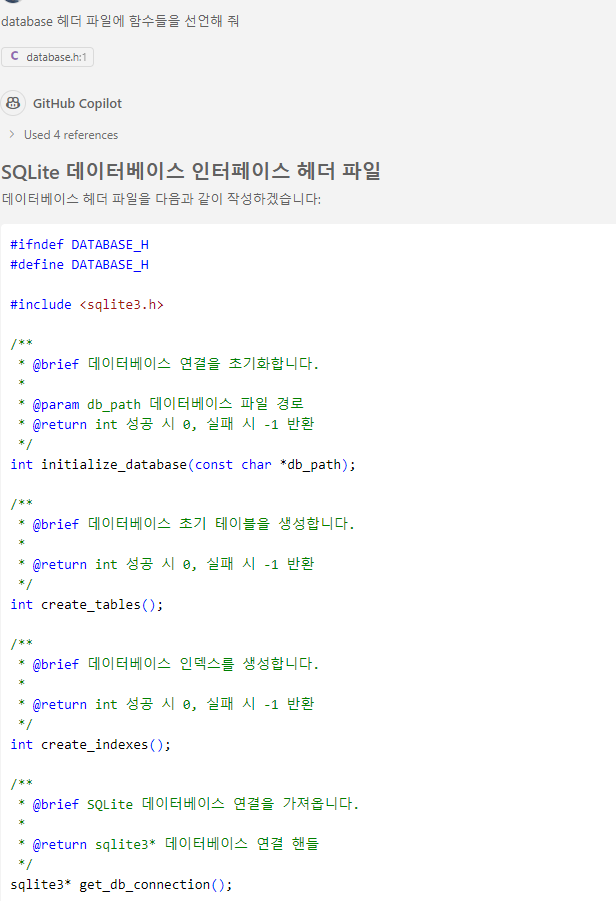 database 헤더 파일에 함수들을 선언해 줘
C database.h:1
GitHub Copilot
Used 4 references
SQLite 데이터베이스 인터페이스 헤더 파일
데이터베이스 헤더 파일을 다음과 같이 작성하겠습니다:
#ifndef DATABASE_H
#define DATABASE_H
#include <sqlite3.h>
/**
 * @brief 데이터베이스 연결을 초기화합니다.
 *
 * @param db_path 데이터베이스 파일 경로
 * @return int 성공 시 0, 실패 시 -1 반환
 */
int initialize_database(const char *db_path);
/**
 * @brief 데이터베이스 초기 테이블을 생성합니다.
 *
 * @return int 성공 시 0, 실패 시 -1 반환
 */
int create_tables();
/**
 * @brief 데이터베이스 인덱스를 생성합니다.
 *
 * @return int 성공 시 0, 실패 시 -1 반환
 */
int create_indexes();
/**
 * @brief SQLite 데이터베이스 연결을 가져옵니다.
 *
 * @return sqlite3* 데이터베이스 연결 핸들
 */
sqlite3* get_db_connection();